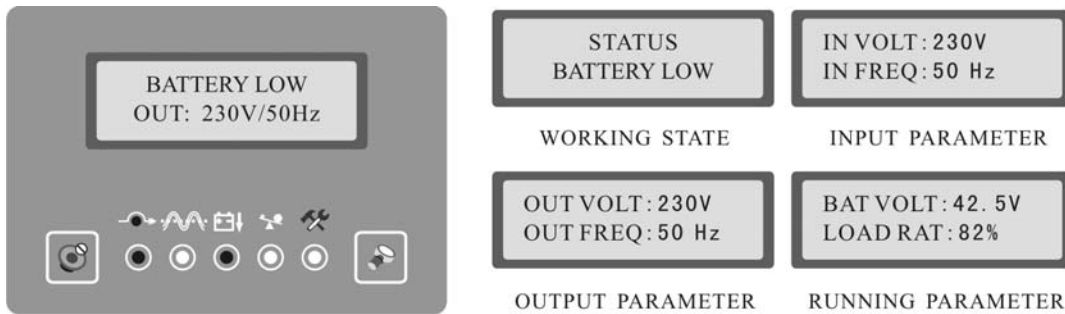 BATTERY LOW
OUT: 230V/50Hz
STATUS
BATTERY LOW
WORKING STATE
IN VOLT:230V
IN FREQ:50 Hz
INPUT PARAMETER
OUT VOLT:230V
OUT FREQ:50 Hz
OUTPUT PARAMETER
BAT VOLT:42.5V
LOAD RAT:82%
RUNNING PARAMETER